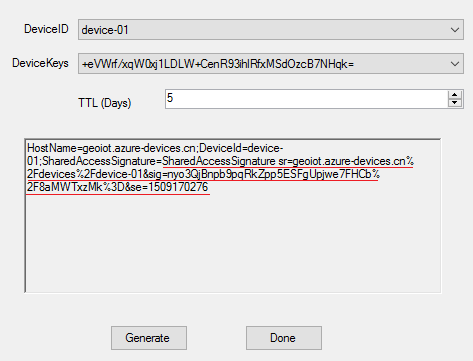 DeviceID device-01
DeviceKeys +eVWrf/xqW0xj1LDLW+CenR93ihlRfxMSdOzcB7NHqk=
TTL (Days) 5
HostName=geoiot.azure-devices.cn;DeviceId=device-
01;SharedAccessSignature=SharedAccessSignature sr=geoiot.azure-devices.cn%
2Fdevices%2Fdevice-01&sig=nyo3QjBnpb9pqRkZpp5ESFgUpjwe7FHCb%
2F8aMWTxzMk%3D&se=1509170276
Generate Done